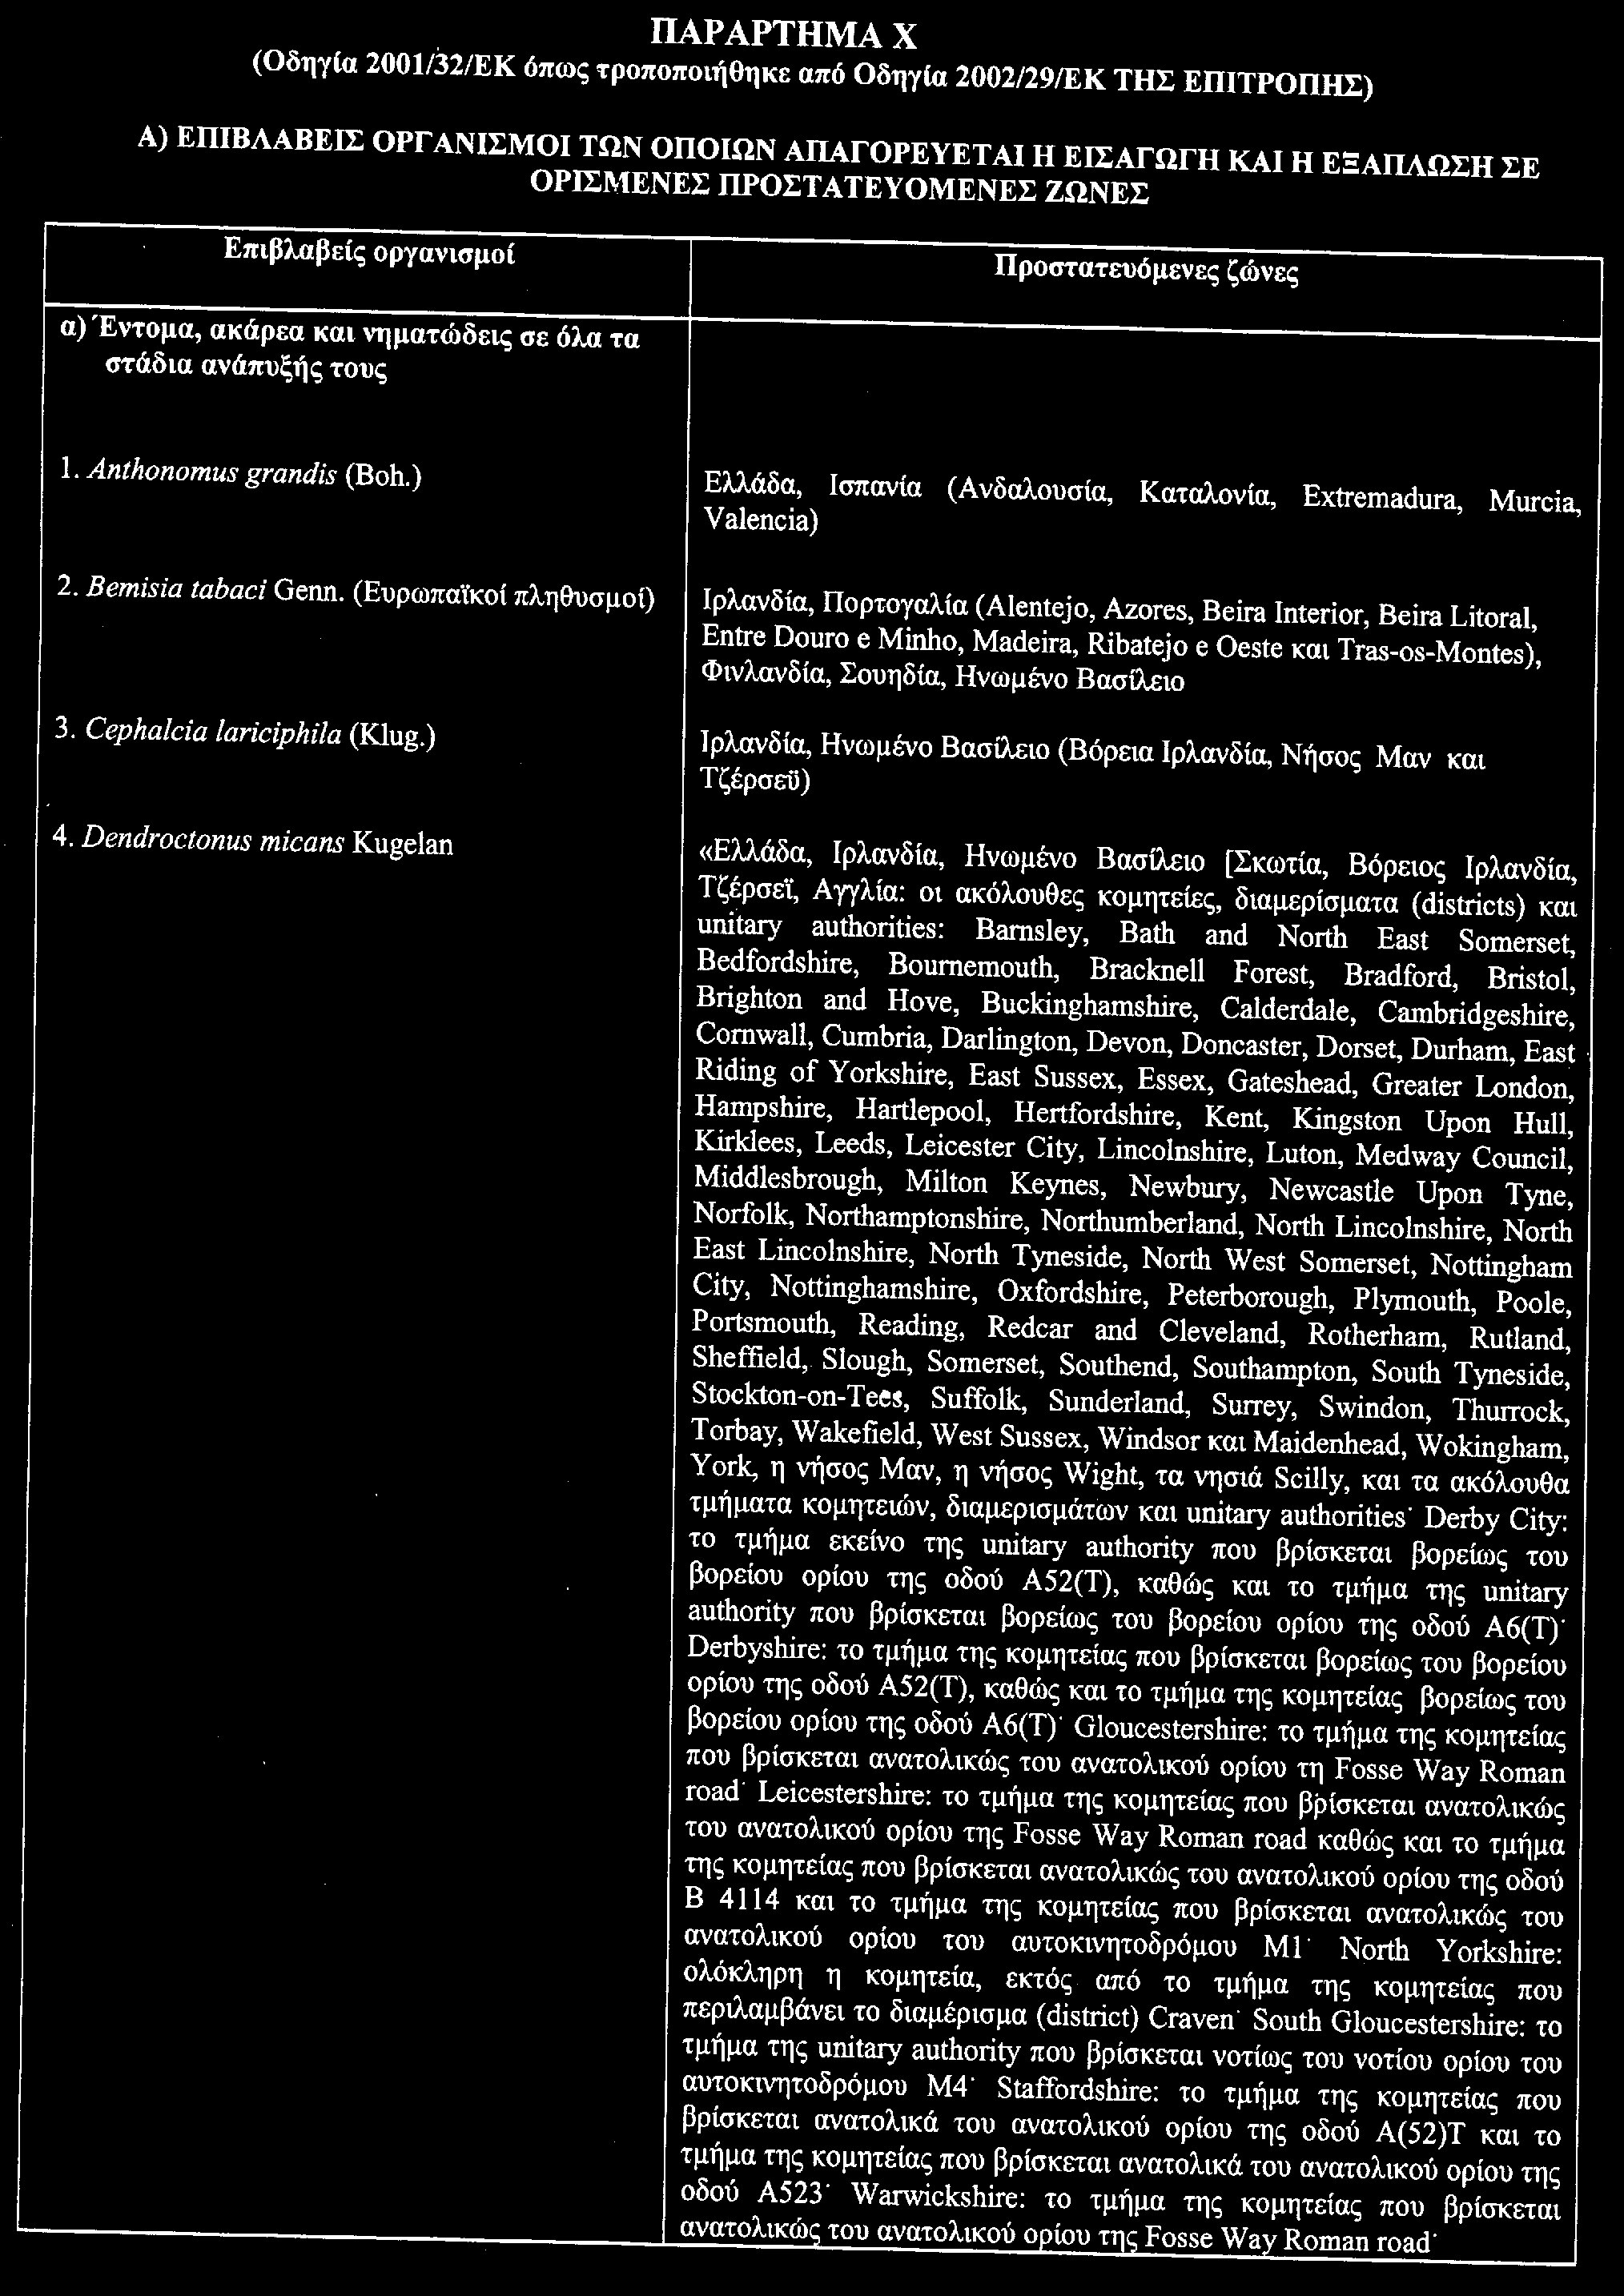 ΠΑΡΑΡΤΗΜΑ Χ
(Οδηγία 2001/32/ΕΚ όπως τροποποιήθηκε από Οδηγία 2002/29/ΕΚ ΤΗΣ ΕΠΙΤΡΟΠΗΣ)
Α) ΕΠΙΒΛΑΒΕΙΣ ΟΡΓΑΝΙΣΜΟΙ ΤΩΝ ΟΠΟΙΩΝ ΑΠΑΓΟΡΕΥΕΤΑΙ Η ΕΙΣΑΓΩΓΗ ΚΑΙ Η ΕΞΑΠΛΩΣΗ ΣΕ
ΟΡΙΣΜΕΝΕΣ ΠΡΟΣΤΑΤΕΥΟΜΕΝΕΣ ΖΩΝΕΣ
Επιβλαβείς οργανισμοί
Προστατευόμενες ζώνες
α) Έντομα, ακάρεα και νηματώδεις σε όλα τα
στάδια ανάπυξής τους
1. Anthonomus grandis (Boh.)
Ελλάδα, Ισπανία (Ανδαλουσία, Καταλονία, Extremadura, Murcia,
Valencia)
2. Bemisia tabaci Genn. (Ευρωπαϊκοί πληθυσμοί)
Ιρλανδία, Πορτογαλία (Alentejo, Azores, Beira Interior, Beira Litoral,
Entre Douro e Minho, Madeira, Ribatejo e Oeste και Tras-os-Montes),
Φινλανδία, Σουηδία, Ηνωμένο Βασίλειο
3. Cephalcia lariciphila (Klug.)
Ιρλανδία, Ηνωμένο Βασίλειο (Βόρεια Ιρλανδία, Νήσος Μαν και
Τζέρσεϋ)
4. Dendroctonus micans Kugelan
«Ελλάδα, Ιρλανδία, Ηνωμένο Βασίλειο [Σκωτία, Βόρειος Ιρλανδία,
Τζέρσεϊ, Αγγλία: οι ακόλουθες κομητείες, διαμερίσματα (districts) και
unitary authorities: Barnsley, Bath and North East Somerset,
Bedfordshire, Bournemouth, Bracknell Forest, Bradford, Bristol,
Brighton and Hove, Buckinghamshire, Calderdale, Cambridgeshire,
Cornwall, Cumbria, Darlington, Devon, Doncaster, Dorset, Durham, East
Riding of Yorkshire, East Sussex, Essex, Gateshead, Greater London,
Hampshire, Hartlepool, Hertfordshire, Kent, Kingston Upon Hull,
Kirklees, Leeds, Leicester City, Lincolnshire, Luton, Medway Council,
Middlesbrough, Milton Keynes, Newbury, Newcastle Upon Tyne,
Norfolk, Northamptonshire, Northumberland, North Lincolnshire, North
East Lincolnshire, North Tyneside, North West Somerset, Nottingham
City, Nottinghamshire, Oxfordshire, Peterborough, Plymouth, Poole,
Portsmouth, Reading, Redcar and Cleveland, Rotherham, Rutland,
Sheffield, Slough, Somerset, Southend, Southampton, South Tyneside,
Stockton-on-Tees, Suffolk, Sunderland, Surrey, Swindon, Thurrock,
Torbay, Wakefield, West Sussex, Windsor και Maidenhead, Wokingham,
York, η νήσος Μαν, η νήσος Wight, τα νησιά Scilly, και τα ακόλουθα
τμήματα κομητειών, διαμερισμάτων και unitary authorities˙ Derby City:
το τμήμα εκείνο της unitary authority που βρίσκεται βορείως του
βορείου ορίου της οδού A52(T), καθώς και το τμήμα της unitary
authority που βρίσκεται βορείως του βορείου ορίου της οδού A6(T)˙
Derbyshire: το τμήμα της κομητείας που βρίσκεται βορείως του βορείου
ορίου της οδού A52(T), καθώς και το τμήμα της κομητείας βορείως του
βορείου ορίου της οδού A6(T)˙ Gloucestershire: το τμήμα της κομητείας
που βρίσκεται ανατολικώς του ανατολικού ορίου τη Fosse Way Roman
road˙ Leicestershire: το τμήμα της κομητείας που βρίσκεται ανατολικώς
του ανατολικού ορίου της Fosse Way Roman road καθώς και το τμήμα
της κομητείας που βρίσκεται ανατολικώς του ανατολικού ορίου της οδού
B 4114 και το τμήμα της κομητείας που βρίσκεται ανατολικώς του
ανατολικού ορίου του αυτοκινητοδρόμου M1˙ North Yorkshire:
ολόκληρη η κομητεία, εκτός από το τμήμα της κομητείας που
περιλαμβάνει το διαμέρισμα (district) Craven˙ South Gloucestershire: το
τμήμα της unitary authority που βρίσκεται νοτίως του νοτίου ορίου του
αυτοκινητοδρόμου M4˙ Staffordshire: το τμήμα της κομητείας που
βρίσκεται ανατολικά του ανατολικού ορίου της οδού A(52)T και το
τμήμα της κομητείας που βρίσκεται ανατολικά του ανατολικού ορίου της
οδού A523˙ Warwickshire: το τμήμα της κομητείας που βρίσκεται
ανατολικώς του ανατολικού ορίου της Fosse Way Roman road˙